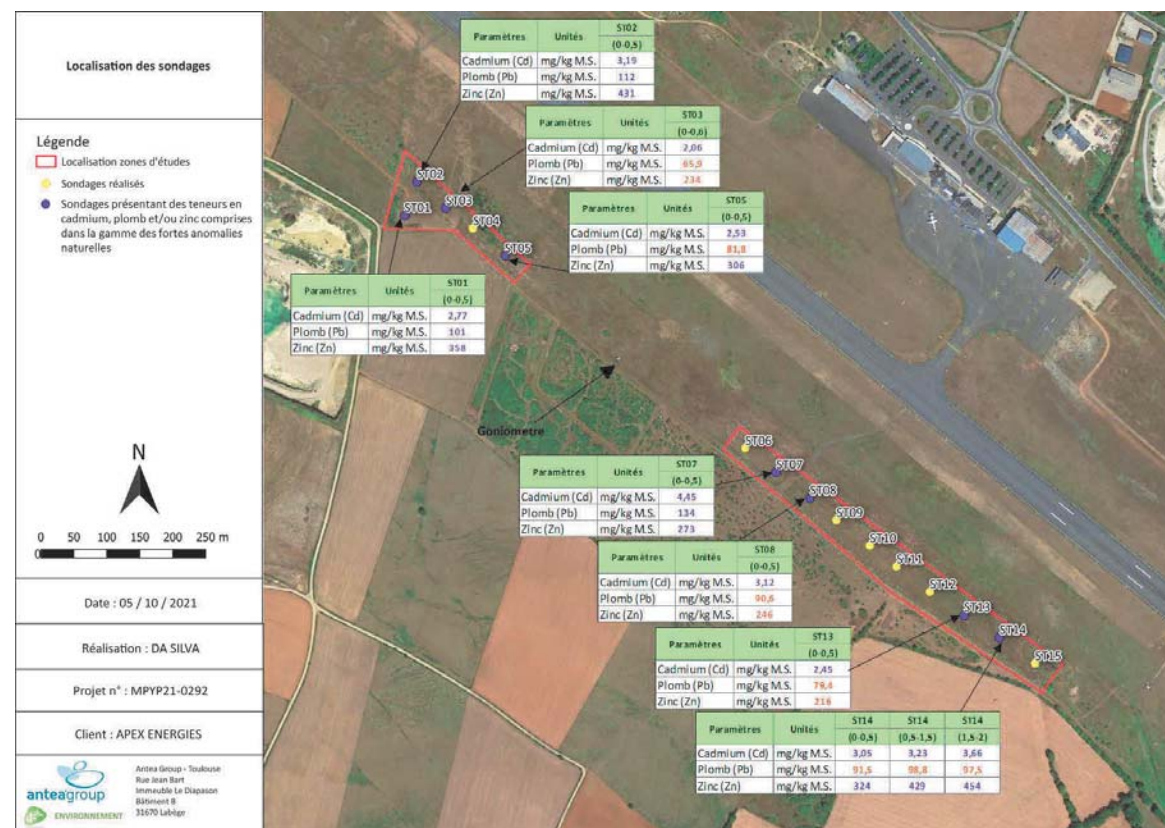 Localisation des sondages
Légende
Localisation zones d'études
Sondages réalisés
Sondages présentant des teneurs en
cadmium, plomb et/ou zinc comprises
dans la gamme des fortes anomalies
naturelles
N
0 50 100 150 200 250 m
Date : 05 / 10 / 2021
Réalisation : DA SILVA
Projet n° : MPYP21-0292
Client : APEX ENERGIES
anteagroup
ENVIRONNEMENT
Antea Group - Toulouse
Rue Jean Bart
Immeuble Le Diapason
Bâtiment B
31670 Labège
Paramètres Unités ST02
(0-0,5)
Cadmium (Cd) mg/kg M.S. 3,19
Plomb (Pb) mg/kg M.S. 112
Zinc (Zn) mg/kg M.S. 431
Paramètres Unités ST03
(0-0,6)
Cadmium (Cd) mg/kg M.S. 2,06
Plomb (Pb) mg/kg M.S. 65,9
Zinc (Zn) mg/kg M.S. 234
Paramètres Unités ST05
(0-0,5)
Cadmium (Cd) mg/kg M.S. 2,53
Plomb (Pb) mg/kg M.S. 81,8
Zinc (Zn) mg/kg M.S. 306
ST02
ST01
ST03
ST04
ST05
Paramètres Unités ST01
(0-0,5)
Cadmium (Cd) mg/kg M.S. 2,77
Plomb (Pb) mg/kg M.S. 101
Zinc (Zn) mg/kg M.S. 358
Goniometre
ST06
ST07
ST08
ST09
ST10
ST11
ST12
ST13
ST14
ST15
Paramètres Unités ST07
(0-0,5)
Cadmium (Cd) mg/kg M.S. 4,45
Plomb (Pb) mg/kg M.S. 134
Zinc (Zn) mg/kg M.S. 273
Paramètres Unités ST08
(0-0,5)
Cadmium (Cd) mg/kg M.S. 3,12
Plomb (Pb) mg/kg M.S. 90,6
Zinc (Zn) mg/kg M.S. 246
Paramètres Unités ST13
(0-0,5)
Cadmium (Cd) mg/kg M.S. 2,45
Plomb (Pb) mg/kg M.S. 79,4
Zinc (Zn) mg/kg M.S. 216
Paramètres Unités ST14 ST14 ST14
(0-0,5) (0,5-1,5) (1,5-2)
Cadmium (Cd) mg/kg M.S. 3,05 3,23 3,66
Plomb (Pb) mg/kg M.S. 91,5 98,8 97,5
Zinc (Zn) mg/kg M.S. 324 429 454